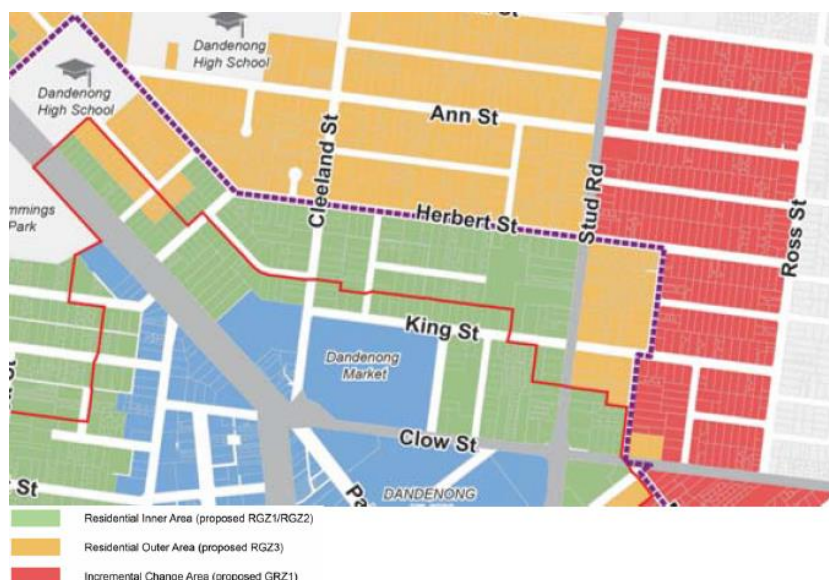 Dandenong
High School
Dandenong
High School
St
Ann St
Cleeland St
Herbert St
Stud Rd
Ross St
mmings
Park
King St
Dandenong
Market
Clow St
St
Pa
DANDENONG
Residential Inner Area (proposed RGZ1/RGZ2)
Residential Outer Area (proposed RGZ3)
Incremental Change Area (proposed GRZ1)